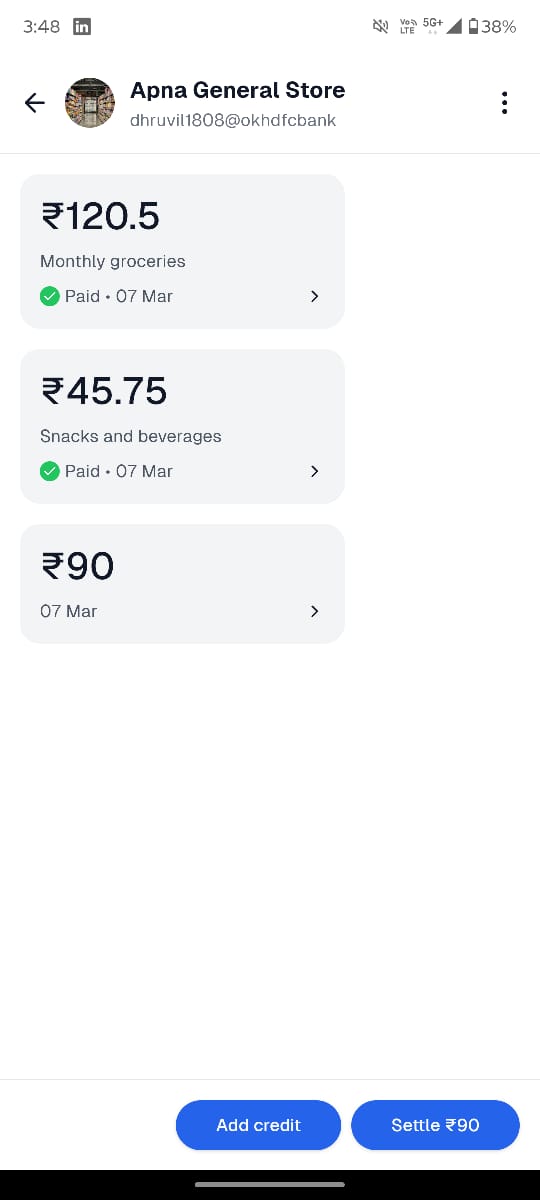 3:48 in Vo)) LTE 5G+ 38%
Apna General Store
dhruvil1808@okhdfcbank
₹120.5
Monthly groceries
Paid • 07 Mar
₹45.75
Snacks and beverages
Paid • 07 Mar
₹90
07 Mar
Add credit
Settle ₹90